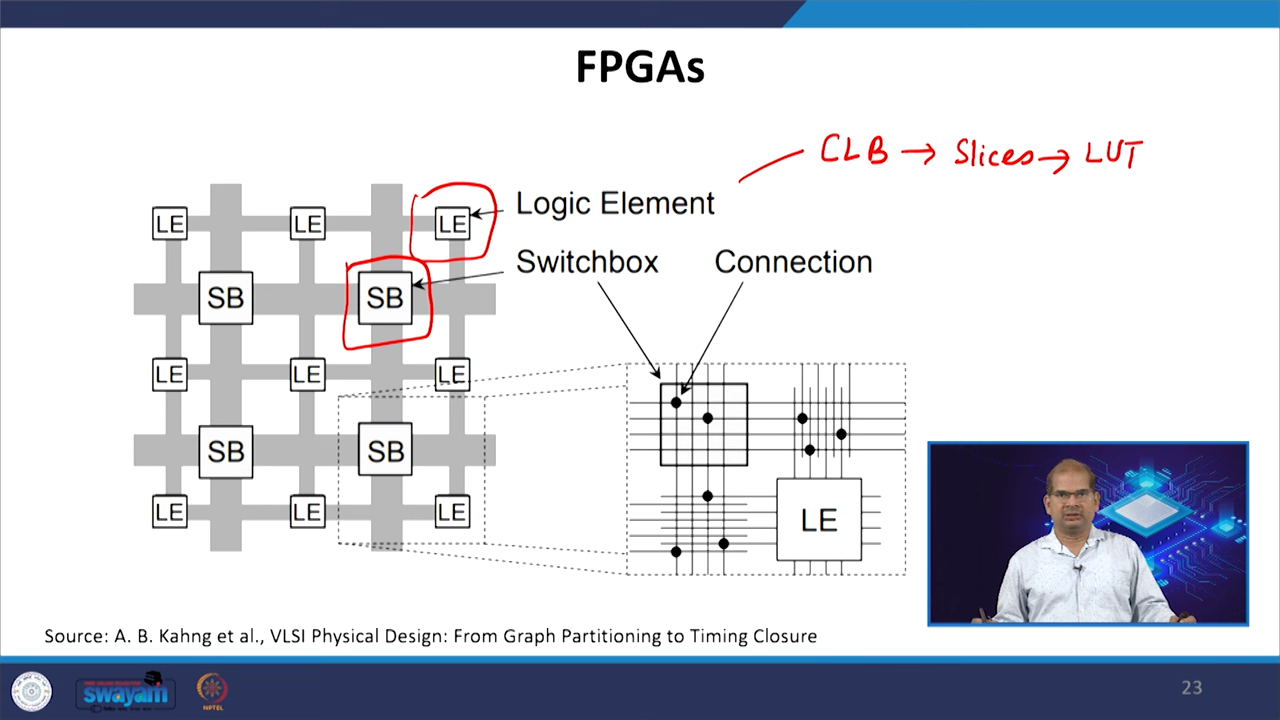 FPGAs
CLB → Slices → LUT
Logic Element
Switchbox Connection
LE LE LE
SB SB
LE LE LE
SB SB
LE LE LE
LE
Source: A. B. Kahng et al., VLSI Physical Design: From Graph Partitioning to Timing Closure
swayam
NPTEL
23